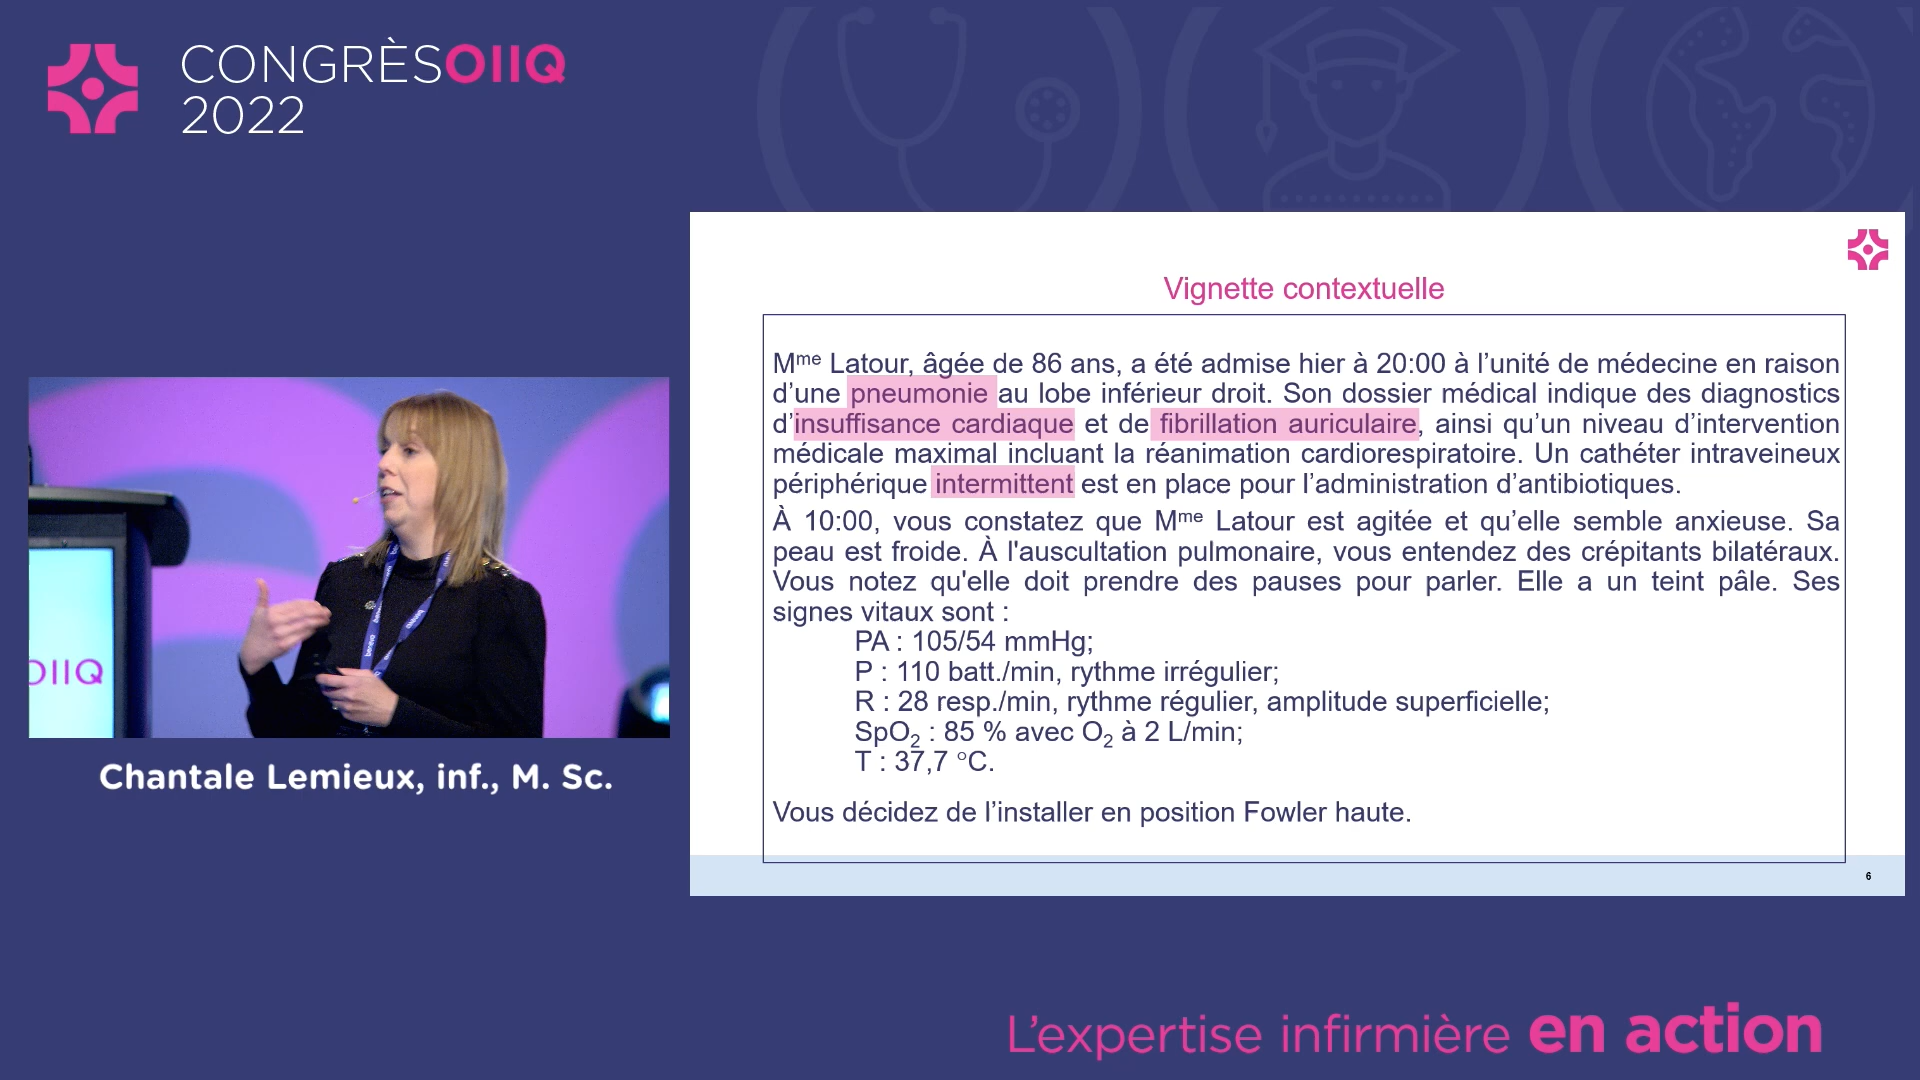 CONGRÈSOIIQ
2022
Vignette contextuelle
Mme Latour, âgée de 86 ans, a été admise hier à 20:00 à l’unité de médecine en raison
d’une pneumonie au lobe inférieur droit. Son dossier médical indique des diagnostics
d’insuffisance cardiaque et de fibrillation auriculaire, ainsi qu’un niveau d’intervention
médicale maximal incluant la réanimation cardiorespiratoire. Un cathéter intraveineux
périphérique intermittent est en place pour l’administration d’antibiotiques.
À 10:00, vous constatez que Mme Latour est agitée et qu’elle semble anxieuse. Sa
peau est froide. À l'auscultation pulmonaire, vous entendez des crépitants bilatéraux.
Vous notez qu'elle doit prendre des pauses pour parler. Elle a un teint pâle. Ses
signes vitaux sont :
PA : 105/54 mmHg;
P : 110 batt./min, rythme irrégulier;
R : 28 resp./min, rythme régulier, amplitude superficielle;
SpO2 : 85 % avec O2 à 2 L/min;
T : 37,7 °C.
Vous décidez de l’installer en position Fowler haute.
6
OIIQ
Chantale Lemieux, inf., M. Sc.
L’expertise infirmière en action